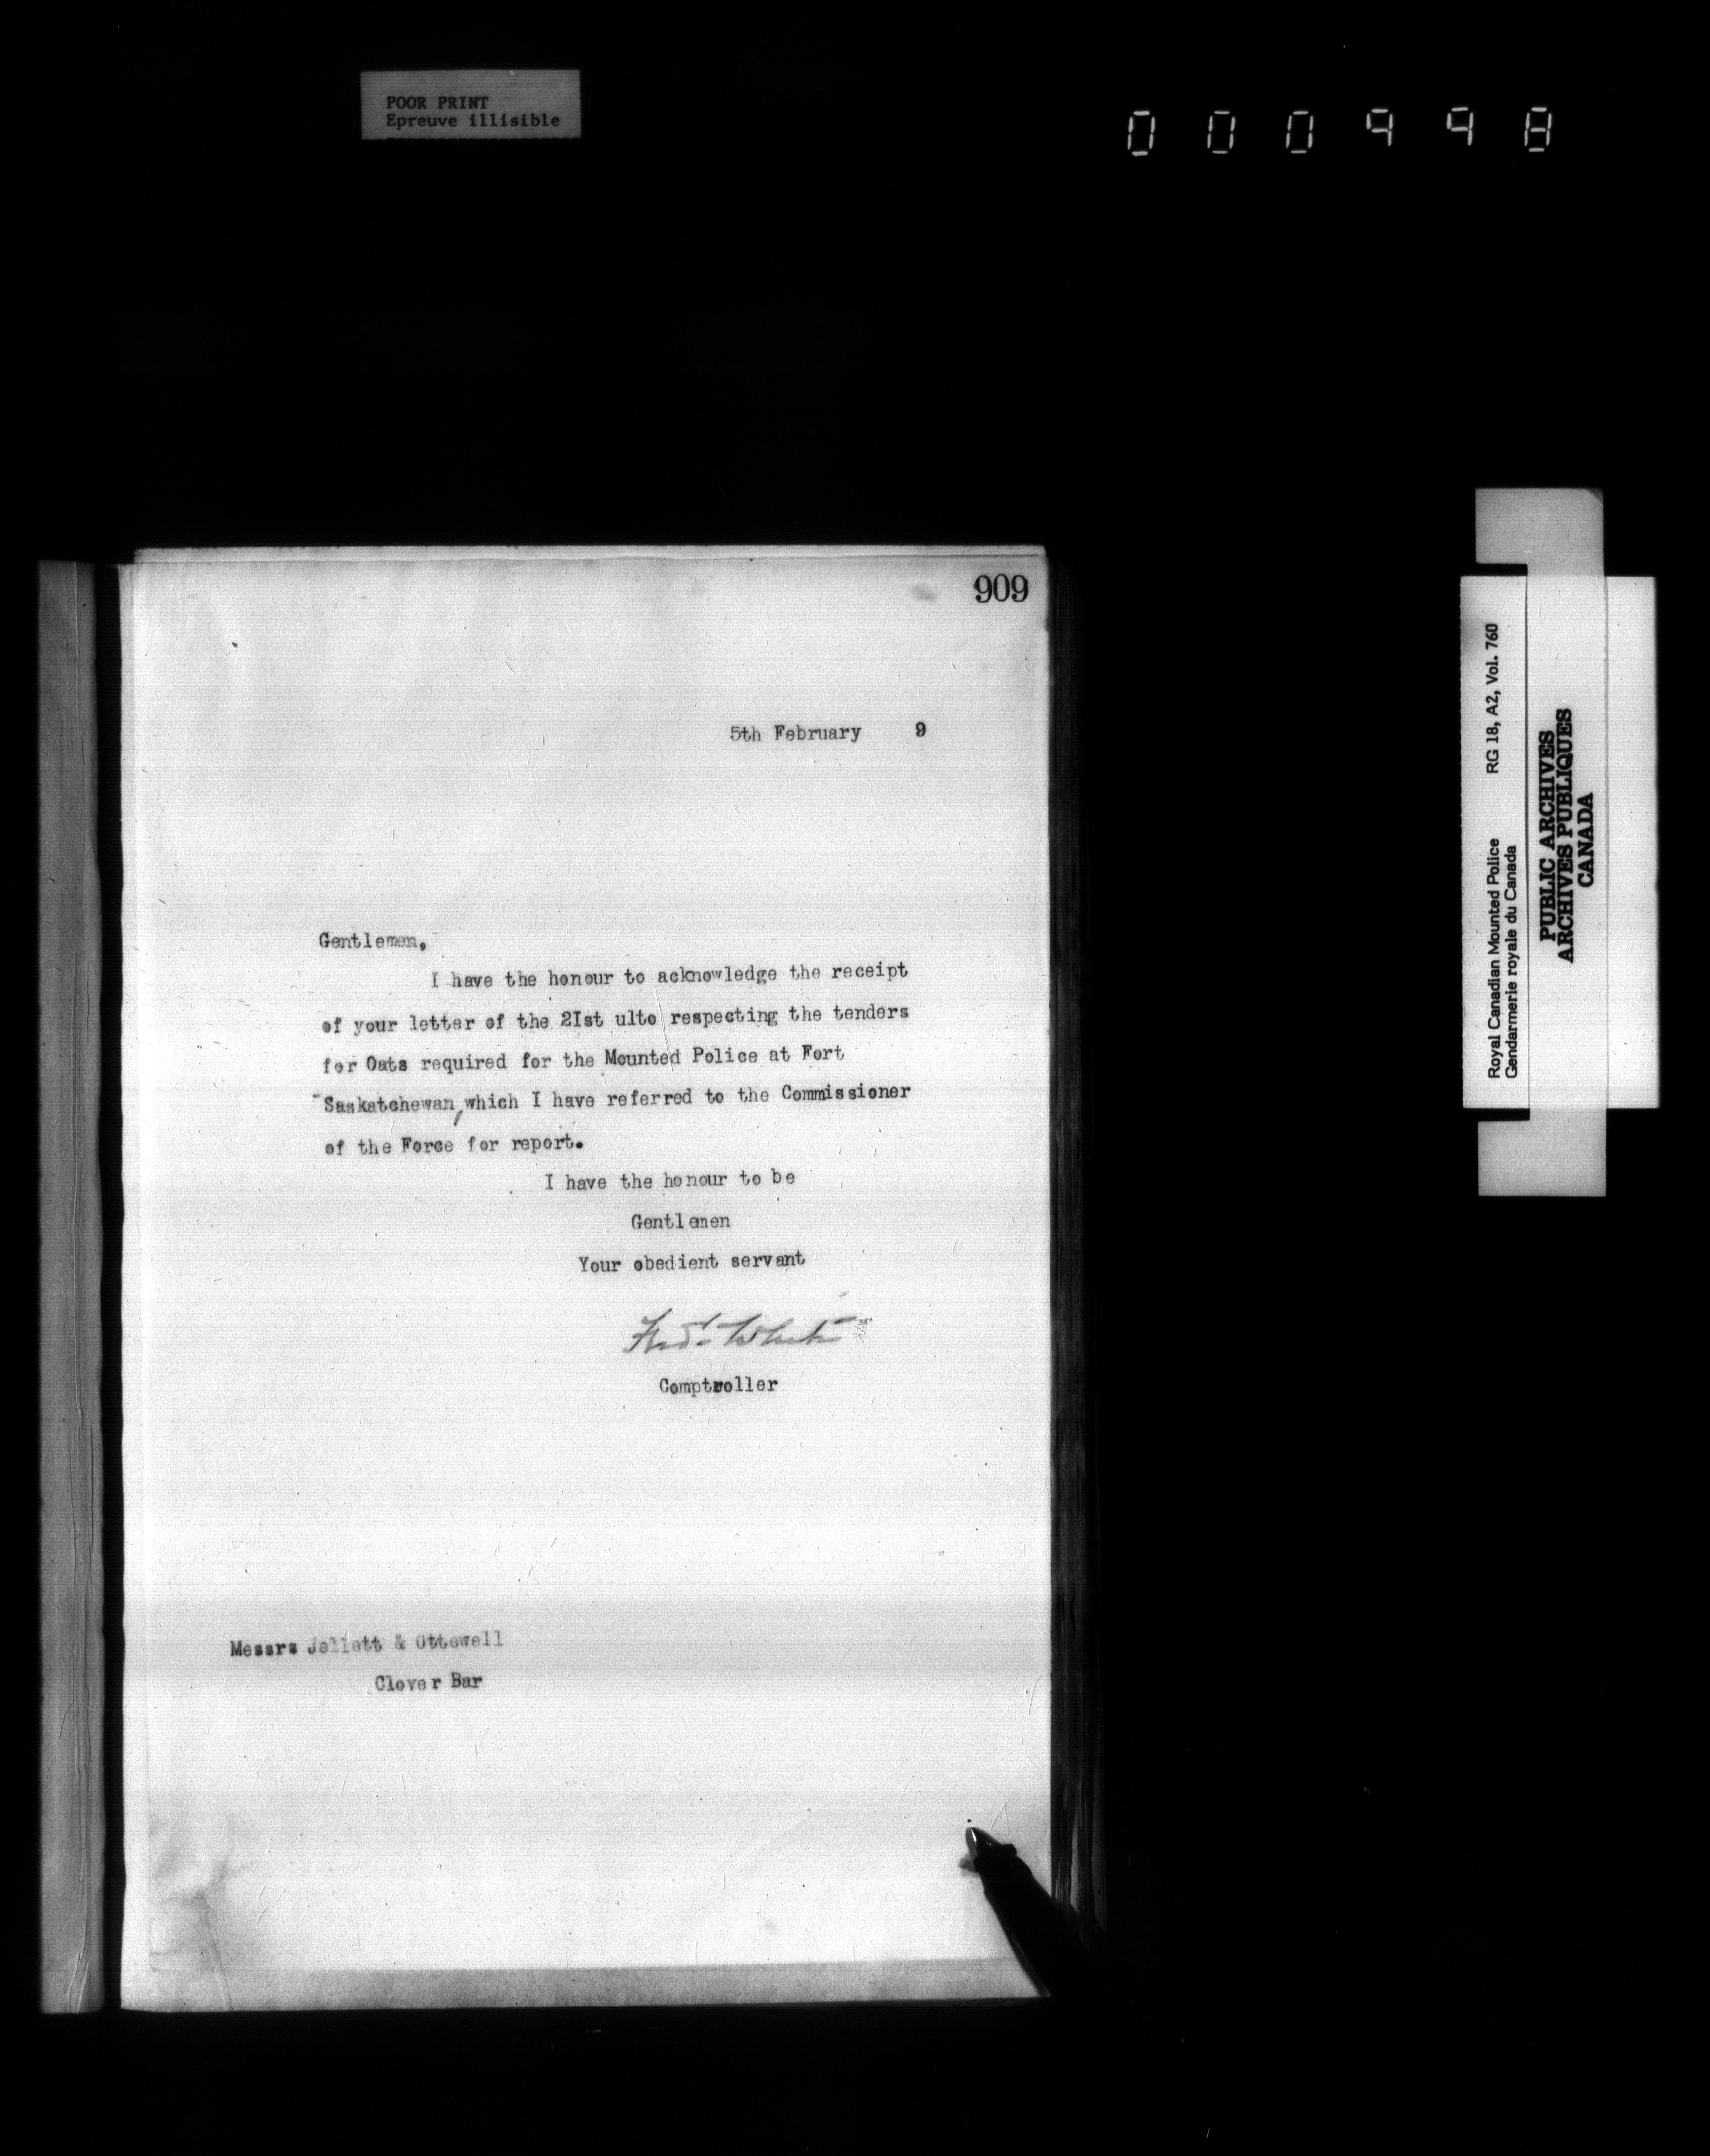 POOR PRINT
Epreuve illisible
000998
909
5th February 9
Gentlemen,
I have the honour to acknowledge the receipt
of your letter of the 2Ist ulto respecting the tenders
for Oats required for the Mounted Police at Fort
Saskatchewan, which I have referred to the Commissioner
of the Force for report.
I have the honour to be
Gentlemen
Your obedient servant
Fred. White
Comptroller
Messrs Jellett & Ottewell
Clover Bar
Royal Canadian Mounted Police RG 18, A2, Vol. 760
Gendarmerie royale du Canada
PUBLIC ARCHIVES
ARCHIVES PUBLIQUES
CANADA